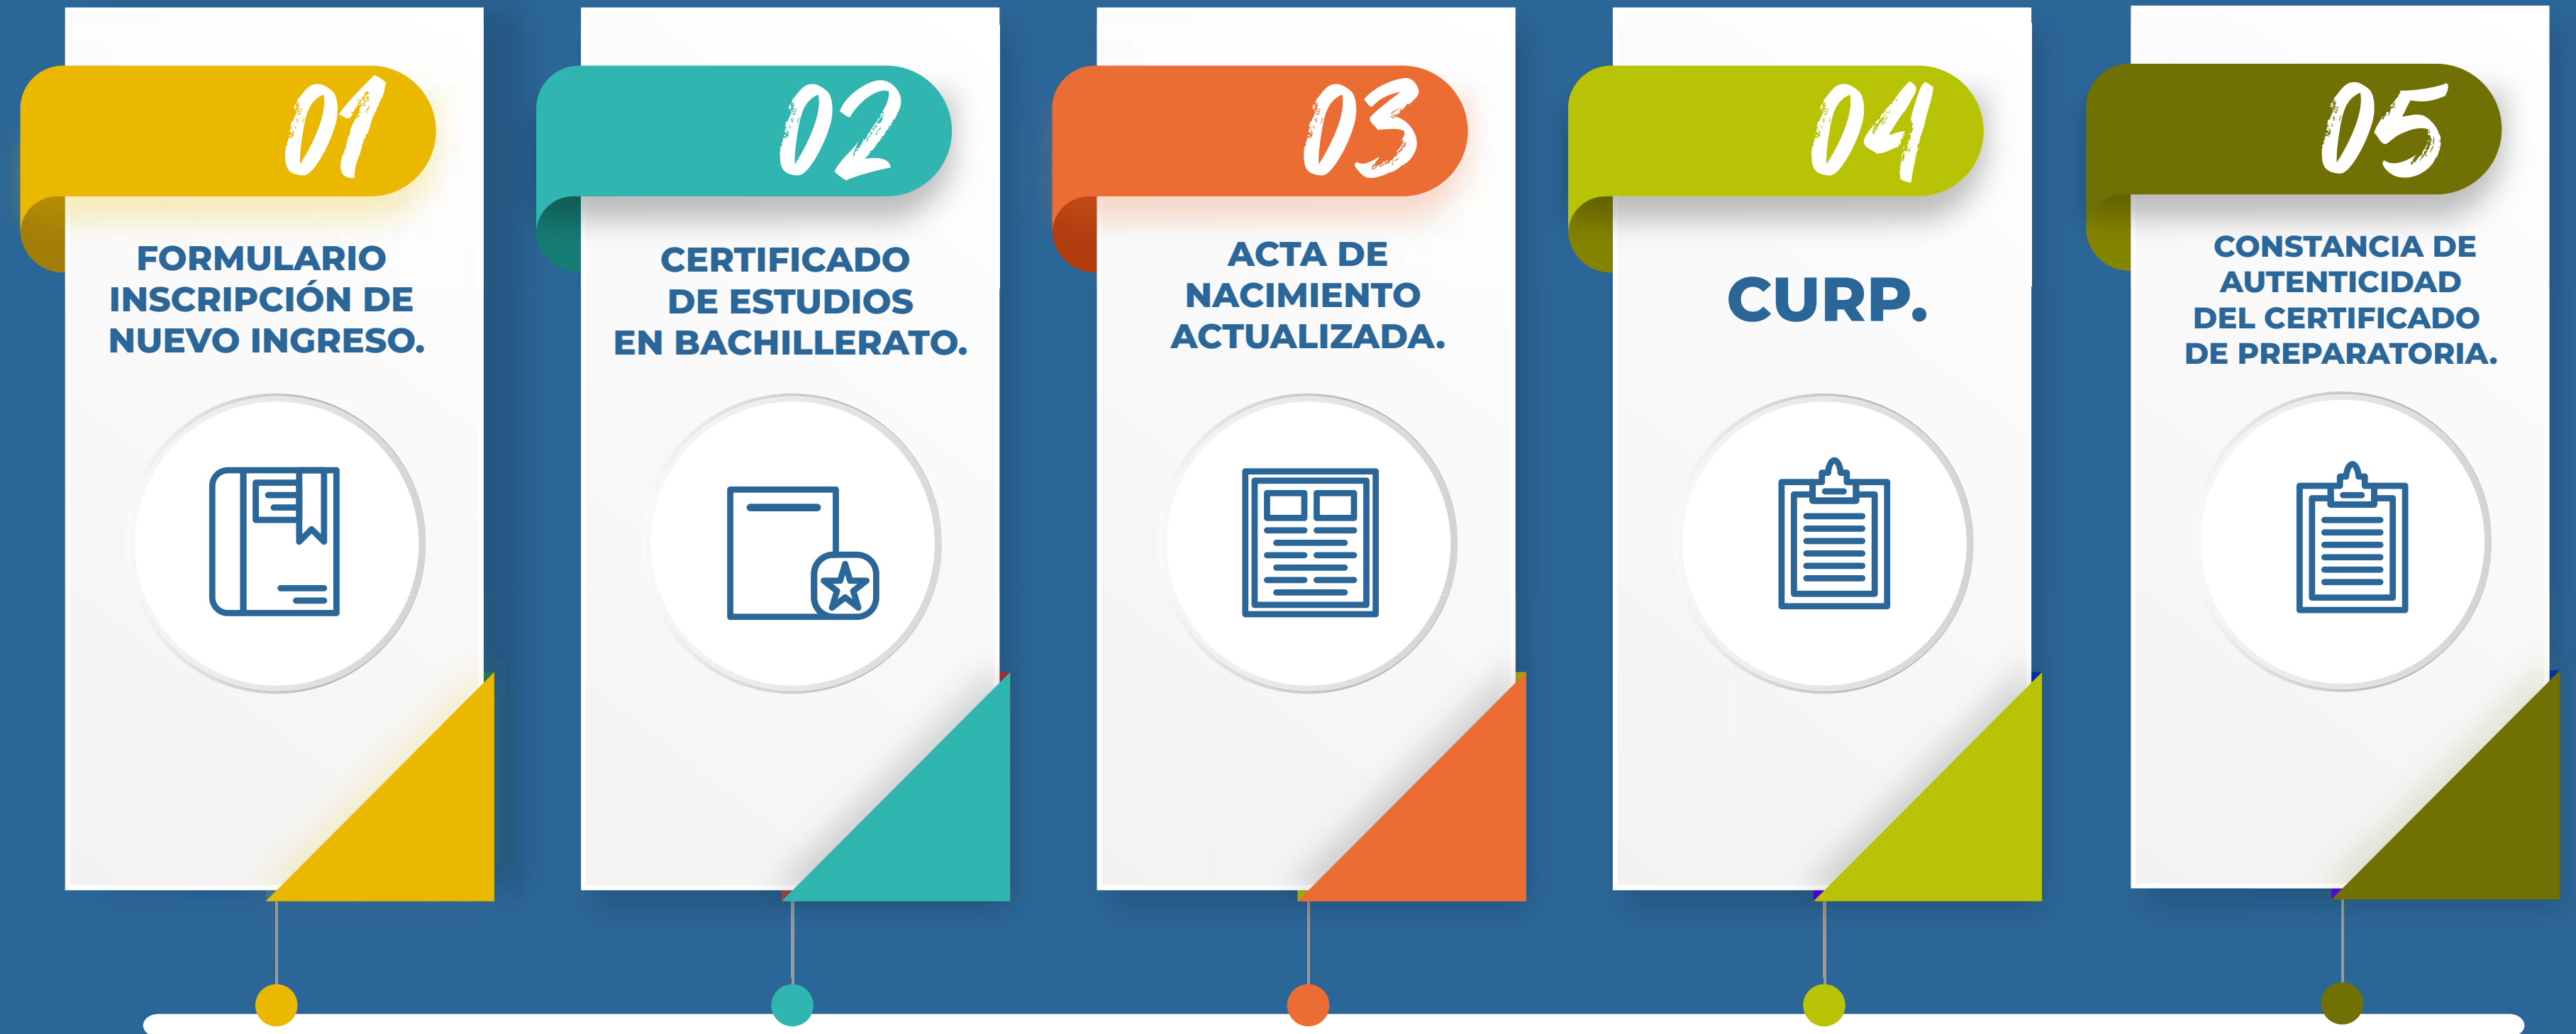 01
FORMULARIO
INSCRIPCIÓN DE
NUEVO INGRESO.
02
CERTIFICADO
DE ESTUDIOS
EN BACHILLERATO.
03
ACTA DE
NACIMIENTO
ACTUALIZADA.
04
CURP.
05
CONSTANCIA DE
AUTENTICIDAD
DEL CERTIFICADO
DE PREPARATORIA.